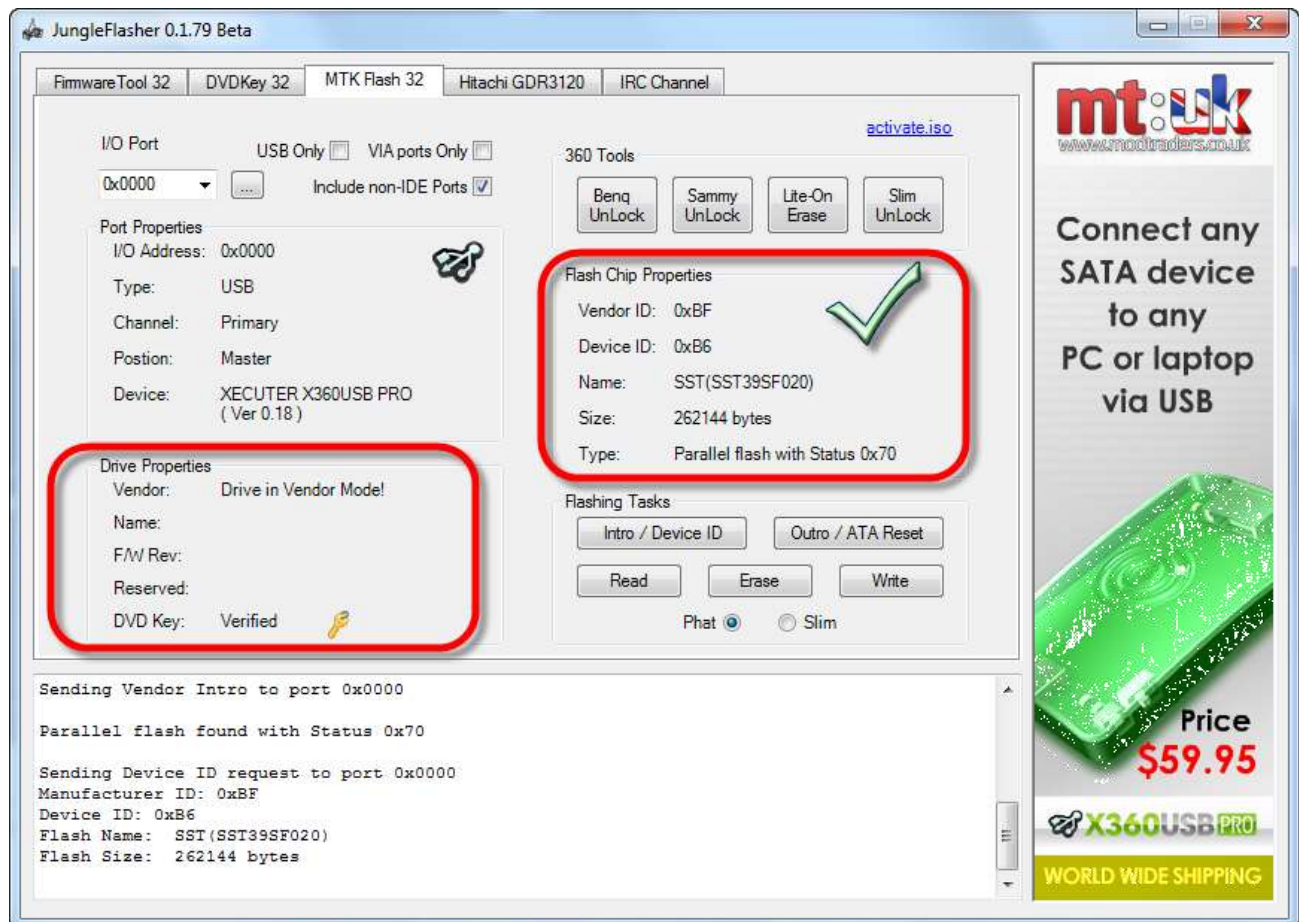 JungleFlasher 0.1.79 Beta
FirmwareTool 32
DVDKey 32
MTK Flash 32
Hitachi GDR3120
IRC Channel
activate.iso
I/O Port
USB Only
VIA ports Only
0x0000
...
Include non-IDE Ports
Port Properties
I/O Address: 0x0000
Type: USB
Channel: Primary
Postion: Master
Device: XECUTER X360USB PRO
( Ver 0.18 )
Drive Properties
Vendor: Drive in Vendor Mode!
Name:
F/W Rev:
Reserved:
DVD Key: Verified
360 Tools
Benq UnLock
Sammy UnLock
Lite-On Erase
Slim UnLock
Flash Chip Properties
Vendor ID: 0xBF
Device ID: 0xB6
Name: SST(SST39SF020)
Size: 262144 bytes
Type: Parallel flash with Status 0x70
Flashing Tasks
Intro / Device ID
Outro / ATA Reset
Read
Erase
Write
Phat
Slim
Sending Vendor Intro to port 0x0000
Parallel flash found with Status 0x70
Sending Device ID request to port 0x0000
Manufacturer ID: 0xBF
Device ID: 0xB6
Flash Name: SST(SST39SF020)
Flash Size: 262144 bytes
mt:uk
www.modtraders.co.uk
Connect any
SATA device
to any
PC or laptop
via USB
Price
$59.95
X360USB PRO
WORLD WIDE SHIPPING